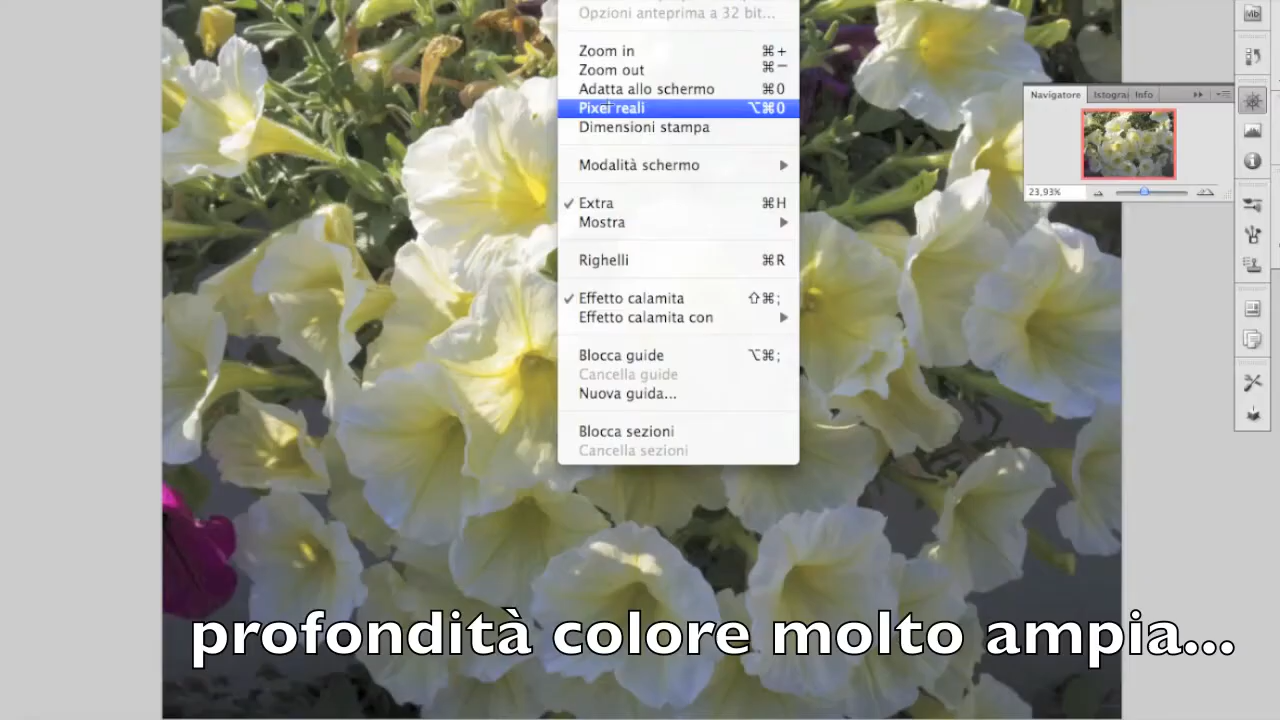 Opzioni anteprima a 32 bit...
Zoom in ⌘+
Zoom out ⌘−
Adatta allo schermo ⌘0
Pixel reali ⌥⌘0
Dimensioni stampa
Modalità schermo
Extra ⌘H
Mostra
Righelli ⌘R
Effetto calamita ⇧⌘;
Effetto calamita con
Blocca guide ⌥⌘;
Cancella guide
Nuova guida...
Blocca sezioni
Cancella sezioni
Mb
Navigatore Istogra Info
23,93%
profondità colore molto ampia...